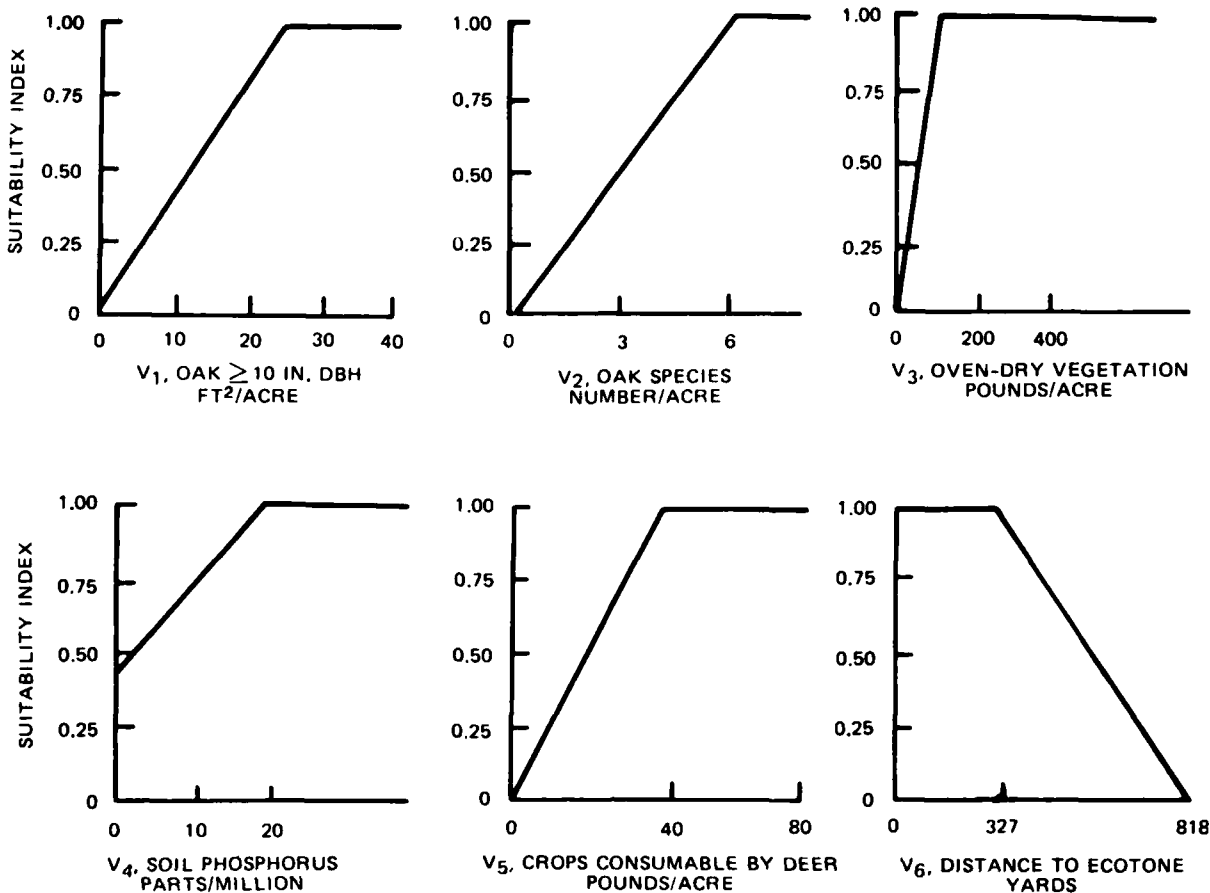 SUITABILITY INDEX
1.00
0.75
0.50
0.25
0
0 10 20 30 40
V1, OAK ≥ 10 IN. DBH
FT²/ACRE
1.00
0.75
0.50
0.25
0
0 3 6
V2, OAK SPECIES
NUMBER/ACRE
1.00
0.75
0.50
0.25
0
0 200 400
V3, OVEN-DRY VEGETATION
POUNDS/ACRE
SUITABILITY INDEX
1.00
0.75
0.50
0.25
0
0 10 20
V4, SOIL PHOSPHORUS
PARTS/MILLION
1.00
0.75
0.50
0.25
0
0 40 80
V5, CROPS CONSUMABLE BY DEER
POUNDS/ACRE
1.00
0.75
0.50
0.25
0
0 327 818
V6, DISTANCE TO ECOTONE
YARDS